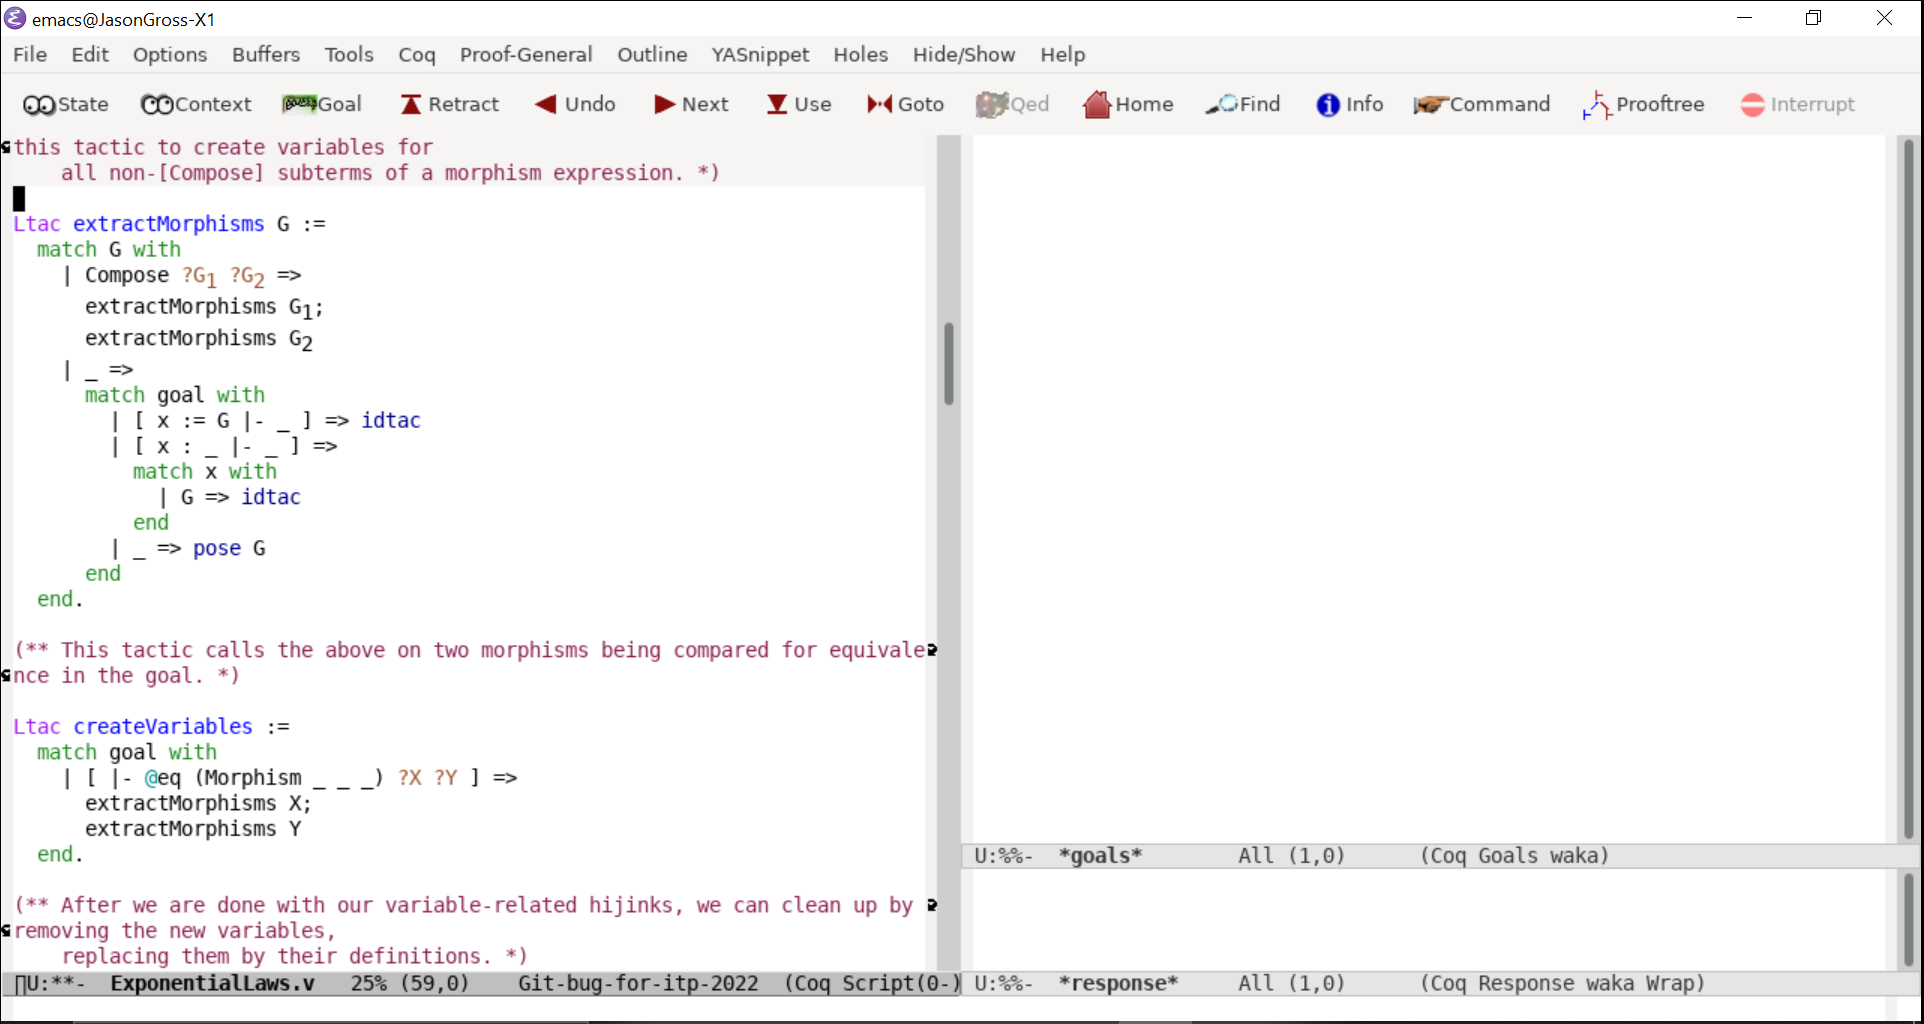 emacs@JasonGross-X1
File Edit Options Buffers Tools Coq Proof-General Outline YASnippet Holes Hide/Show Help
State Context Goal Retract Undo Next Use Goto Qed Home Find Info Command Prooftree Interrupt
this tactic to create variables for
    all non-[Compose] subterms of a morphism expression. *)
Ltac extractMorphisms G :=
  match G with
    | Compose ?G1 ?G2 =>
      extractMorphisms G1;
      extractMorphisms G2
    | _ =>
      match goal with
        | [ x := G |- _ ] => idtac
        | [ x : _ |- _ ] =>
          match x with
            | G => idtac
          end
        | _ => pose G
      end
  end.
(** This tactic calls the above on two morphisms being compared for equivale
nce in the goal. *)
Ltac createVariables :=
  match goal with
    | [ |- @eq (Morphism _ _ _) ?X ?Y ] =>
      extractMorphisms X;
      extractMorphisms Y
  end.
(** After we are done with our variable-related hijinks, we can clean up by
removing the new variables,
    replacing them by their definitions. *)
U:**-  ExponentialLaws.v   25% (59,0)    Git-bug-for-itp-2022  (Coq Script(0-)
U:%%-  *goals*        All (1,0)      (Coq Goals waka)
U:%%-  *response*     All (1,0)      (Coq Response waka Wrap)